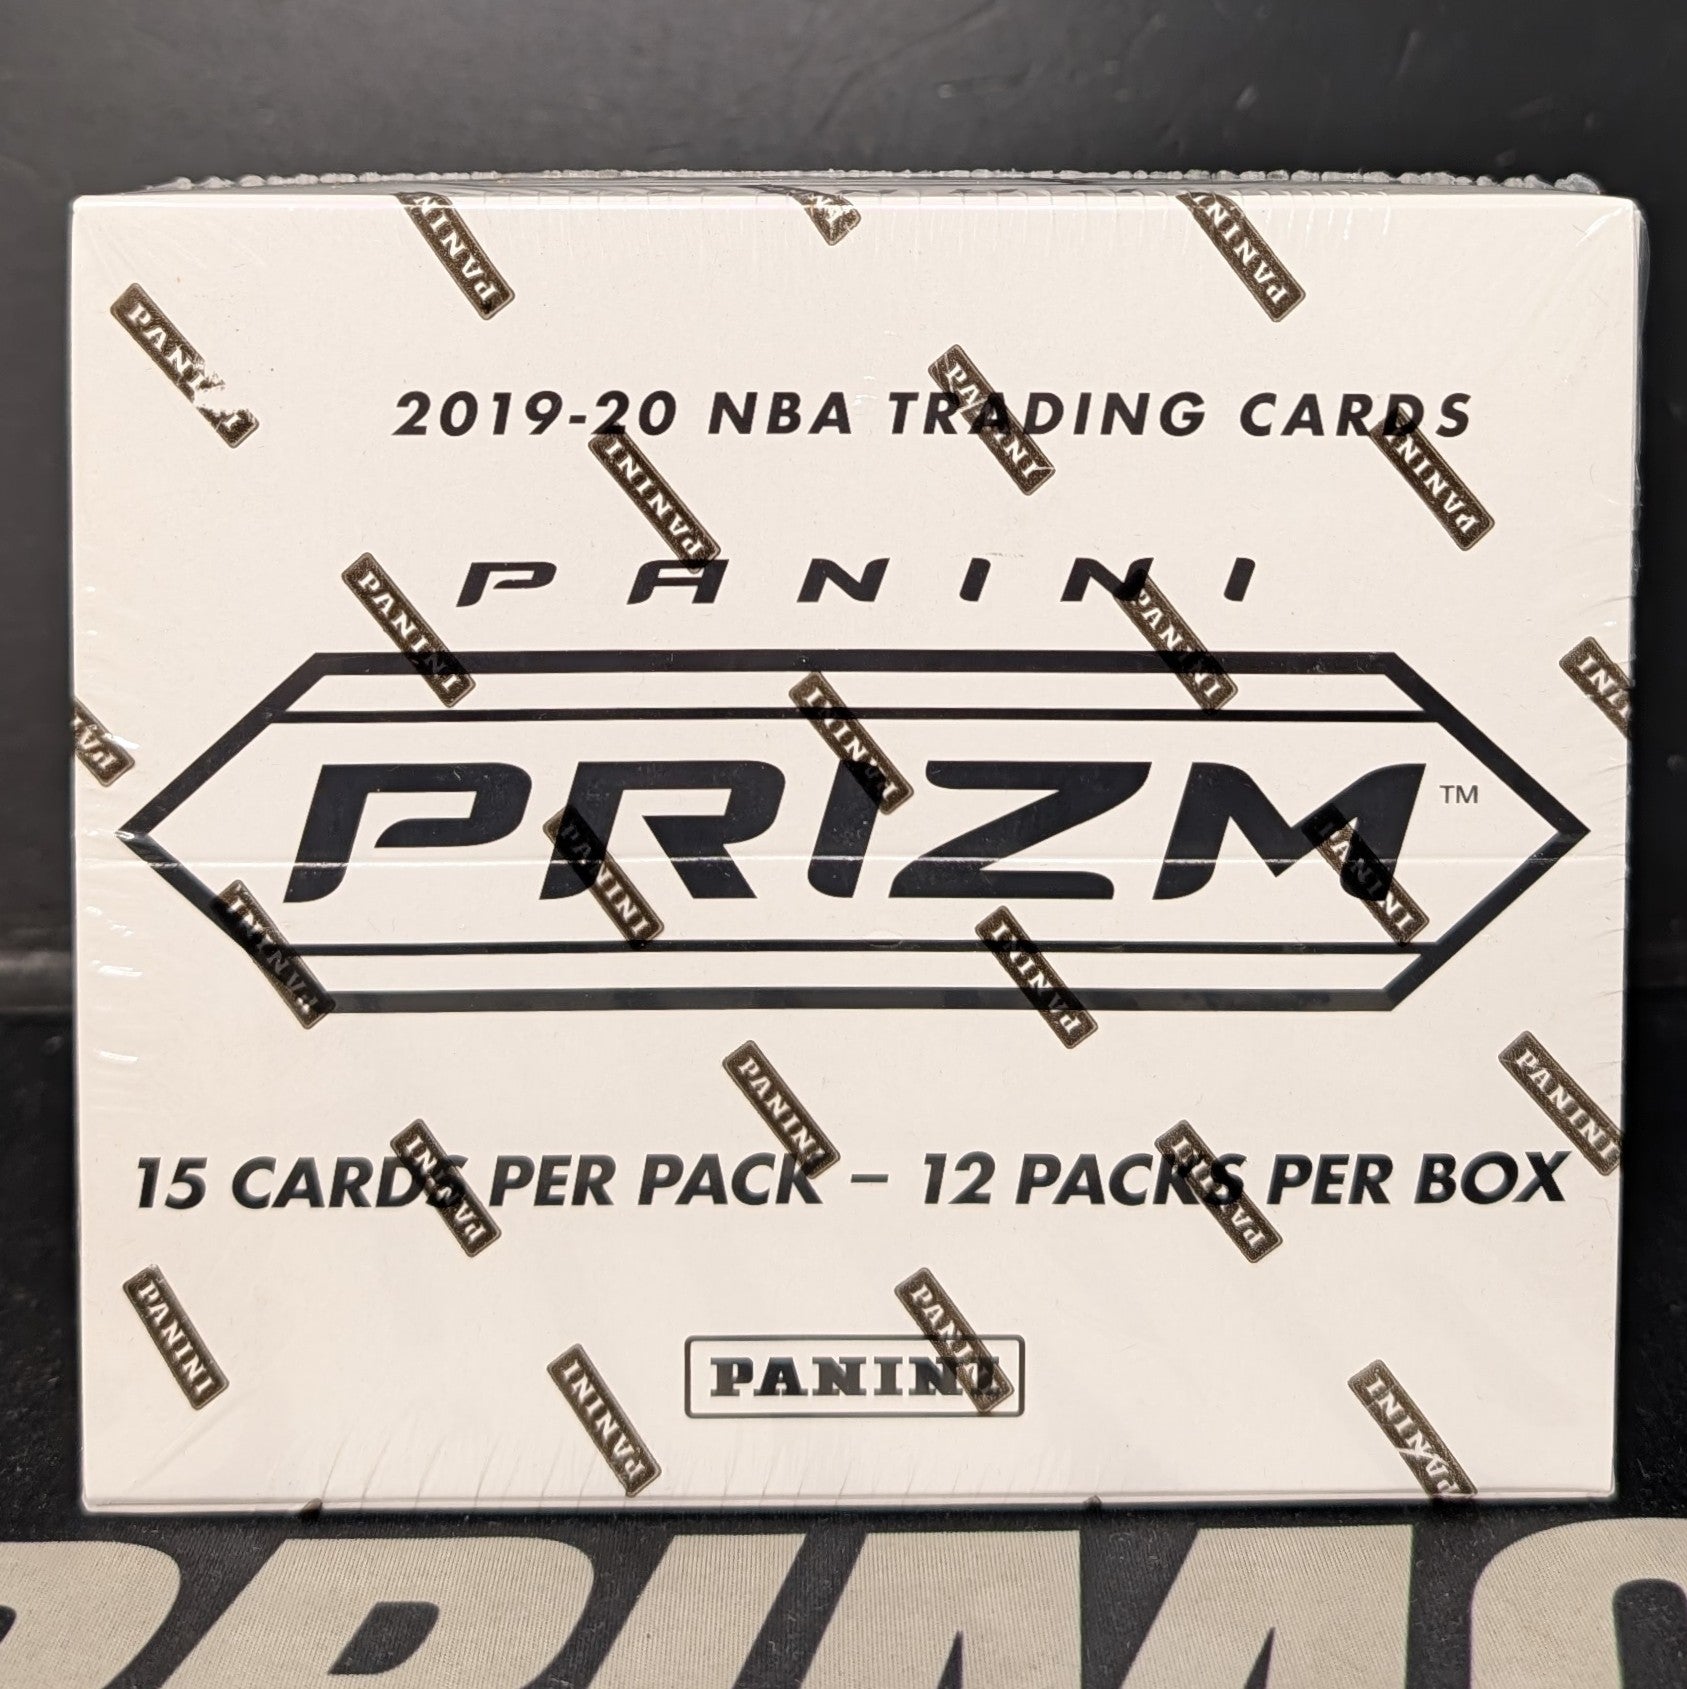 2019-20 NBA TRADING CARDS
PANINI
PRIZM™
15 CARDS PER PACK – 12 PACKS PER BOX
PANINI